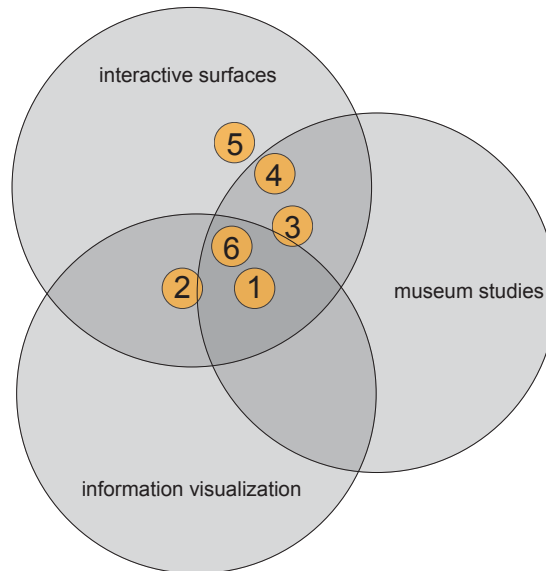 interactive surfaces
5
4
3
6
2
1
museum studies
information visualization